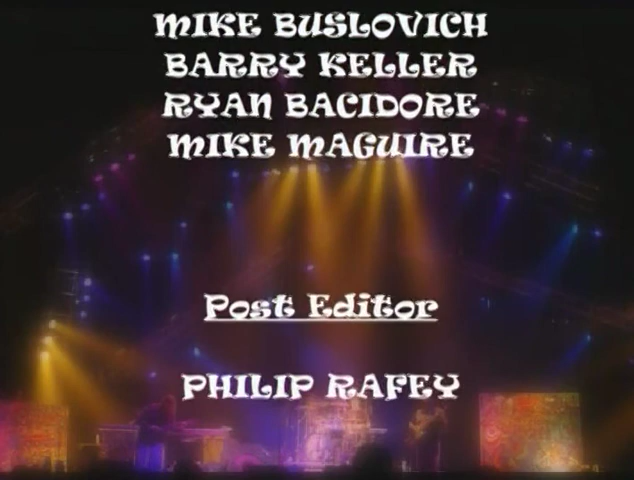 MIKE BUSLOVICH
BARRY KELLER
RYAN BACIDORE
MIKE MAGUIRE
Post Editor
PHILIP RAFEY